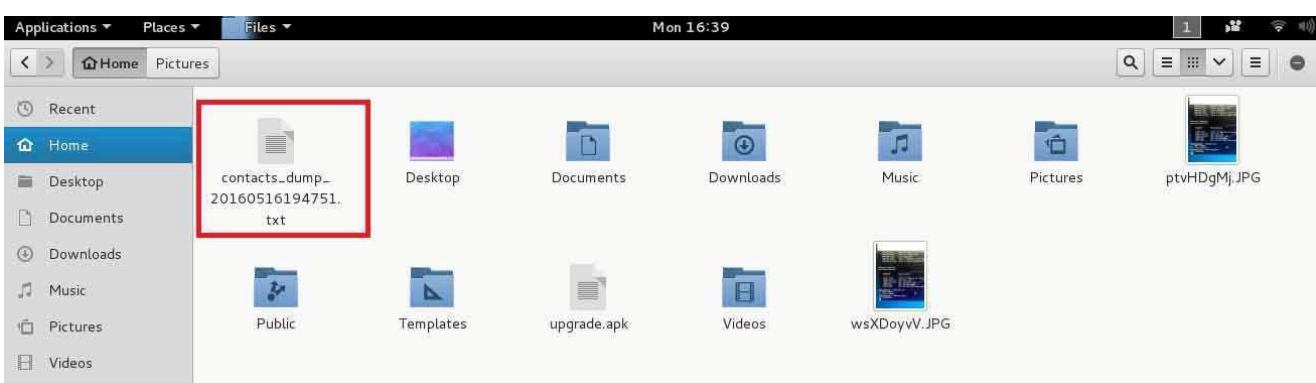 Applications Places Files Mon 16:39 1
Home Pictures
Recent
Home
Desktop
Documents
Downloads
Music
Pictures
Videos
contacts_dump_
20160516194751.
txt
Desktop
Documents
Downloads
Music
Pictures
ptvHDgMj.JPG
Public
Templates
upgrade.apk
Videos
wsXDoyvV.JPG